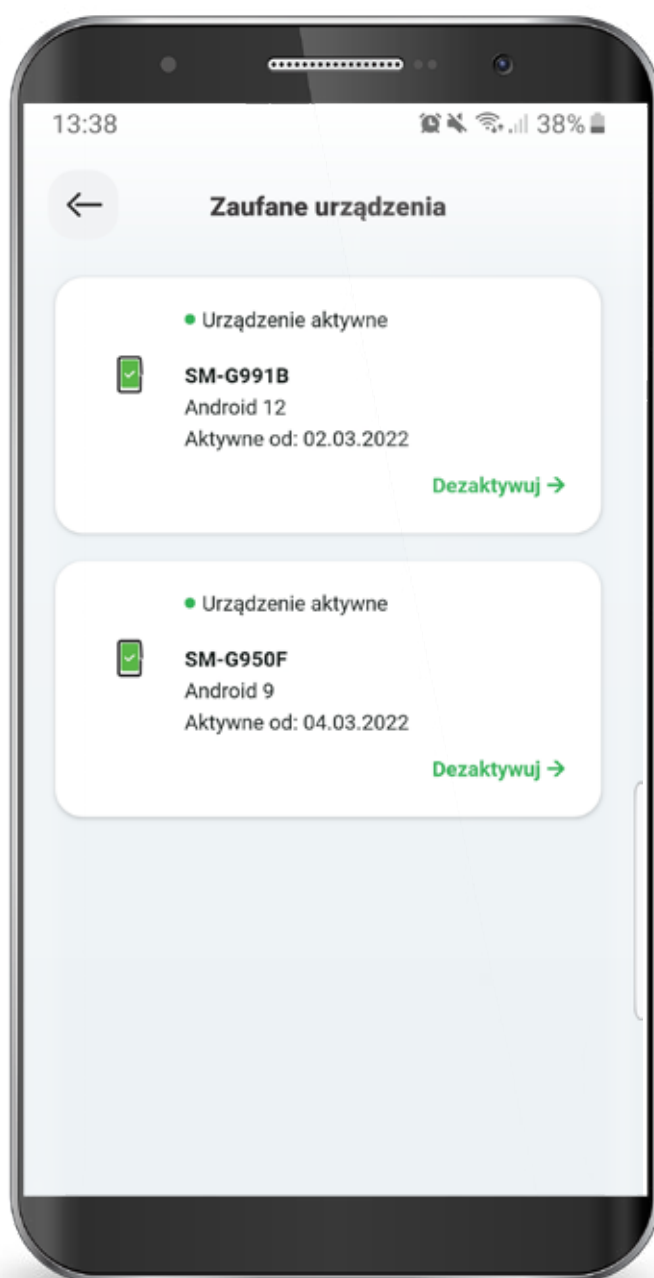 13:38 38%
Zaufane urządzenia
Urządzenie aktywne
SM-G991B
Android 12
Aktywne od: 02.03.2022
Dezaktywuj →
Urządzenie aktywne
SM-G950F
Android 9
Aktywne od: 04.03.2022
Dezaktywuj →